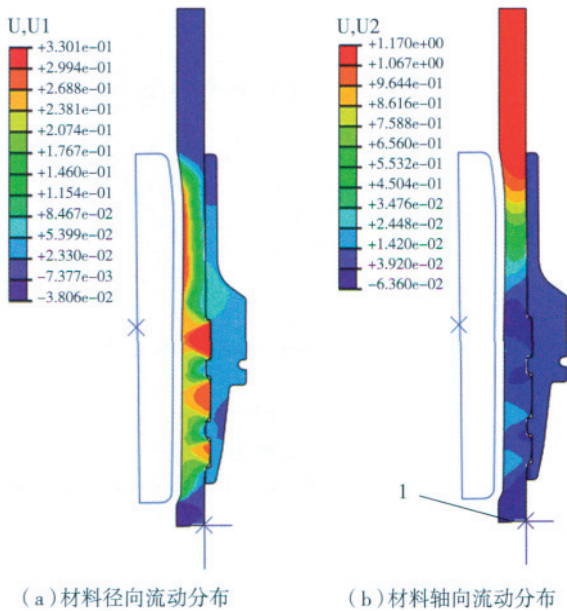 U,U1
+3.301e-01
+2.994e-01
+2.688e-01
+2.381e-01
+2.074e-01
+1.767e-01
+1.460e-01
+1.154e-01
+8.467e-02
+5.399e-02
+2.330e-02
-7.377e-03
-3.806e-02
U,U2
+1.170e+00
+1.067e+00
+9.644e-01
+8.616e-01
+7.588e-01
+6.560e-01
+5.532e-01
+4.504e-01
+3.476e-02
+2.448e-02
+1.420e-02
+3.920e-02
-6.360e-02
1
(a)材料径向流动分布
(b)材料轴向流动分布